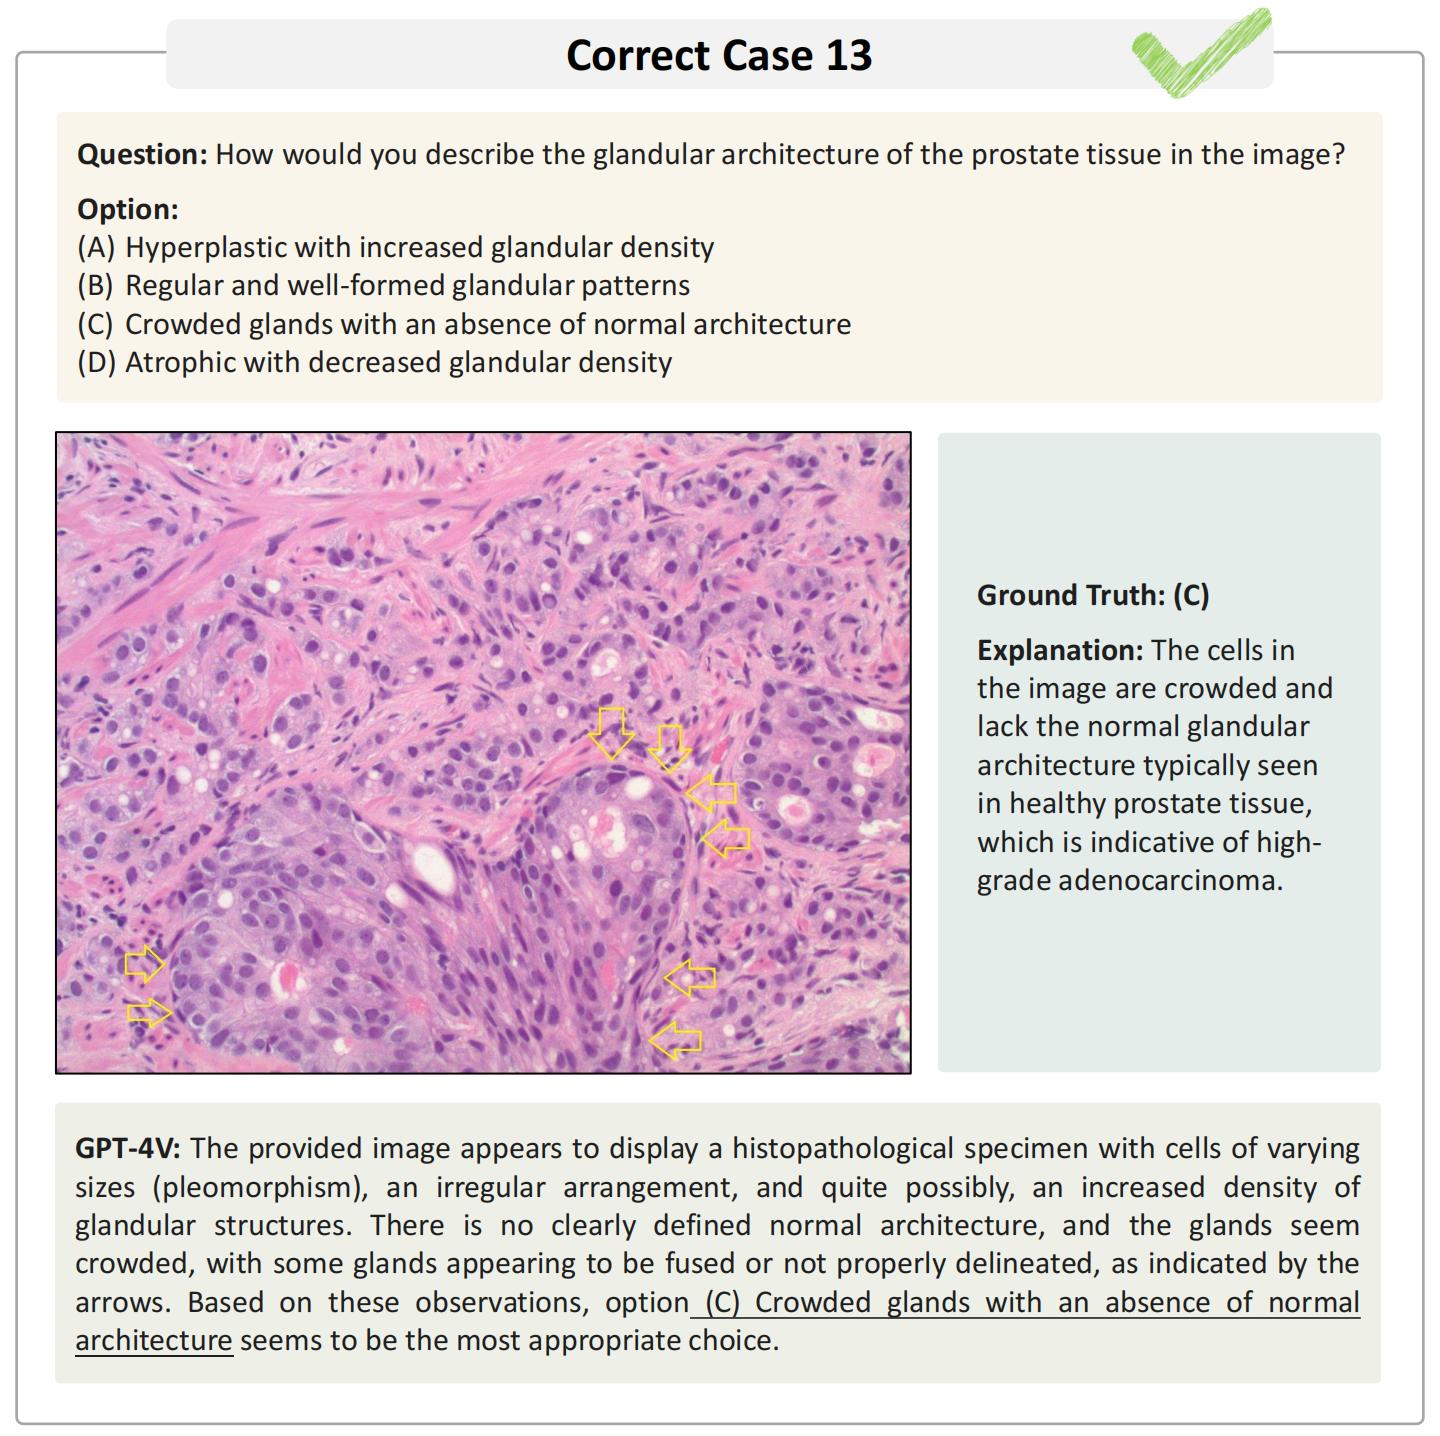 Correct Case 13
Question: How would you describe the glandular architecture of the prostate tissue in the image?
Option:
(A) Hyperplastic with increased glandular density
(B) Regular and well-formed glandular patterns
(C) Crowded glands with an absence of normal architecture
(D) Atrophic with decreased glandular density
Ground Truth: (C)
Explanation: The cells in
the image are crowded and
lack the normal glandular
architecture typically seen
in healthy prostate tissue,
which is indicative of high-
grade adenocarcinoma.
GPT-4V: The provided image appears to display a histopathological specimen with cells of varying
sizes (pleomorphism), an irregular arrangement, and quite possibly, an increased density of
glandular structures. There is no clearly defined normal architecture, and the glands seem
crowded, with some glands appearing to be fused or not properly delineated, as indicated by the
arrows. Based on these observations, option (C) Crowded glands with an absence of normal
architecture seems to be the most appropriate choice.